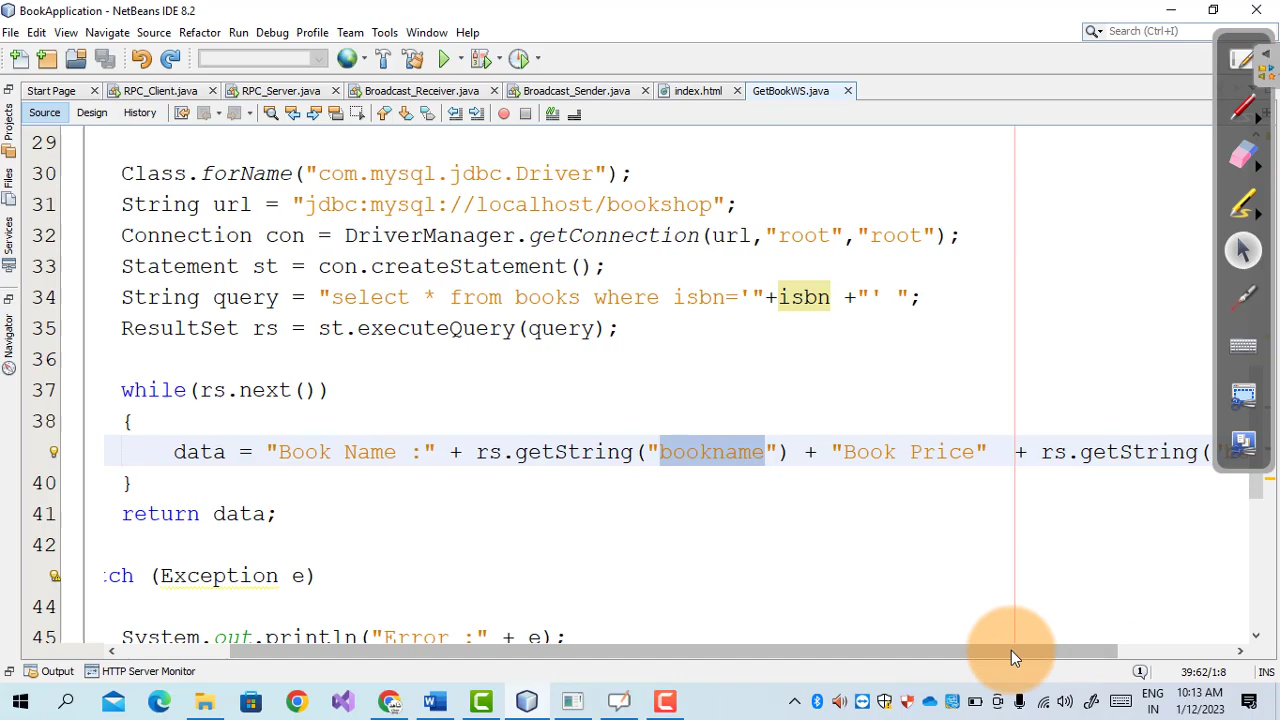 BookApplication - NetBeans IDE 8.2
File Edit View Navigate Source Refactor Run Debug Profile Team Tools Window Help
Search (Ctrl+I)
Start Page RPC_Client.java RPC_Server.java Broadcast_Receiver.java Broadcast_Sender.java index.html GetBookWS.java
Source Design History
Projects
Files
Services
Navigator
29
30 Class.forName("com.mysql.jdbc.Driver");
31 String url = "jdbc:mysql://localhost/bookshop";
32 Connection con = DriverManager.getConnection(url,"root","root");
33 Statement st = con.createStatement();
34 String query = "select * from books where isbn='"+isbn +"' ";
35 ResultSet rs = st.executeQuery(query);
36
37 while(rs.next())
38 {
data = "Book Name :" + rs.getString("bookname") + "Book Price" + rs.getString(
40 }
41 return data;
42
tch (Exception e)
44
45 System.out.println("Error :" + e);
Output HTTP Server Monitor
39:62/1:8 INS
ENG
IN
10:13 AM
1/12/2023